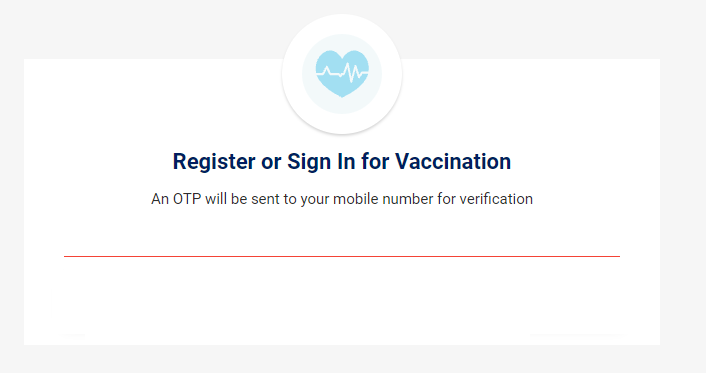 Register or Sign In for Vaccination
An OTP will be sent to your mobile number for verification